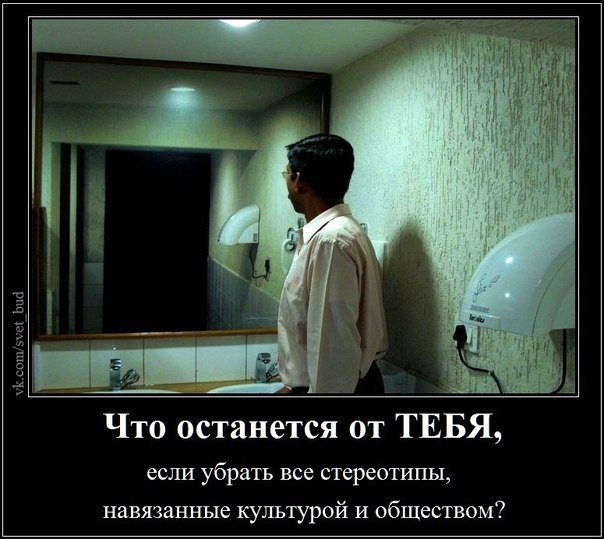 vk.com/svet_bud
Что останется от ТЕБЯ,
если убрать все стереотипы,
навязанные культурой и обществом?